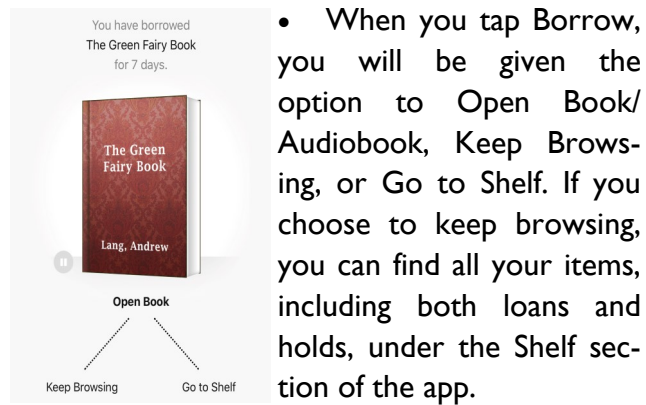 You have borrowed
The Green Fairy Book
for 7 days.
The Green
Fairy Book
Lang, Andrew
Open Book
Keep Browsing
Go to Shelf
• When you tap Borrow,
you will be given the
option to Open Book/
Audiobook, Keep Brows-
ing, or Go to Shelf. If you
choose to keep browsing,
you can find all your items,
including both loans and
holds, under the Shelf sec-
tion of the app.